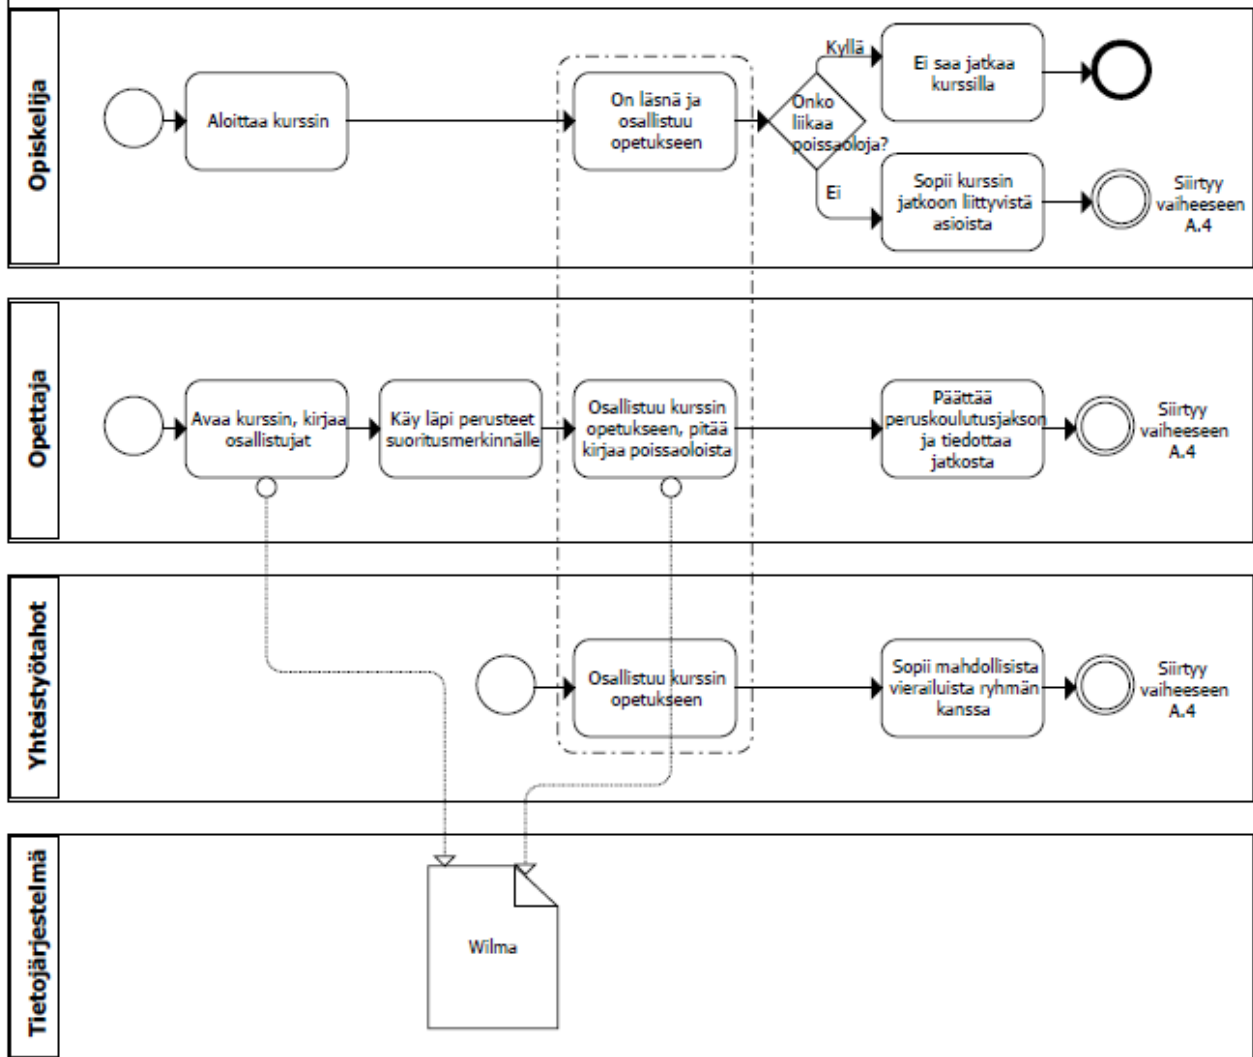 Opiskelija
Aloittaa kurssin
On läsnä ja
osallistuu
opetukseen
Onko
liikaa
poissaoloja?
Kyllä
Ei saa jatkaa
kurssilla
Ei
Sopii kurssin
jatkoon liittyvistä
asioista
Siirtyy
vaiheeseen
A.4
Opettaja
Avaa kurssin, kirjaa
osallistujat
Käy läpi perusteet
suoritusmerkinnälle
Osallistuu kurssin
opetukseen, pitää
kirjaa poissaoloista
Päättää
peruskoulutusjakson
ja tiedottaa
jatkosta
Siirtyy
vaiheeseen
A.4
Yhteistyötahot
Osallistuu kurssin
opetukseen
Sopii mahdollisista
vierailuista ryhmän
kanssa
Siirtyy
vaiheeseen
A.4
Tietojärjestelmä
Wilma